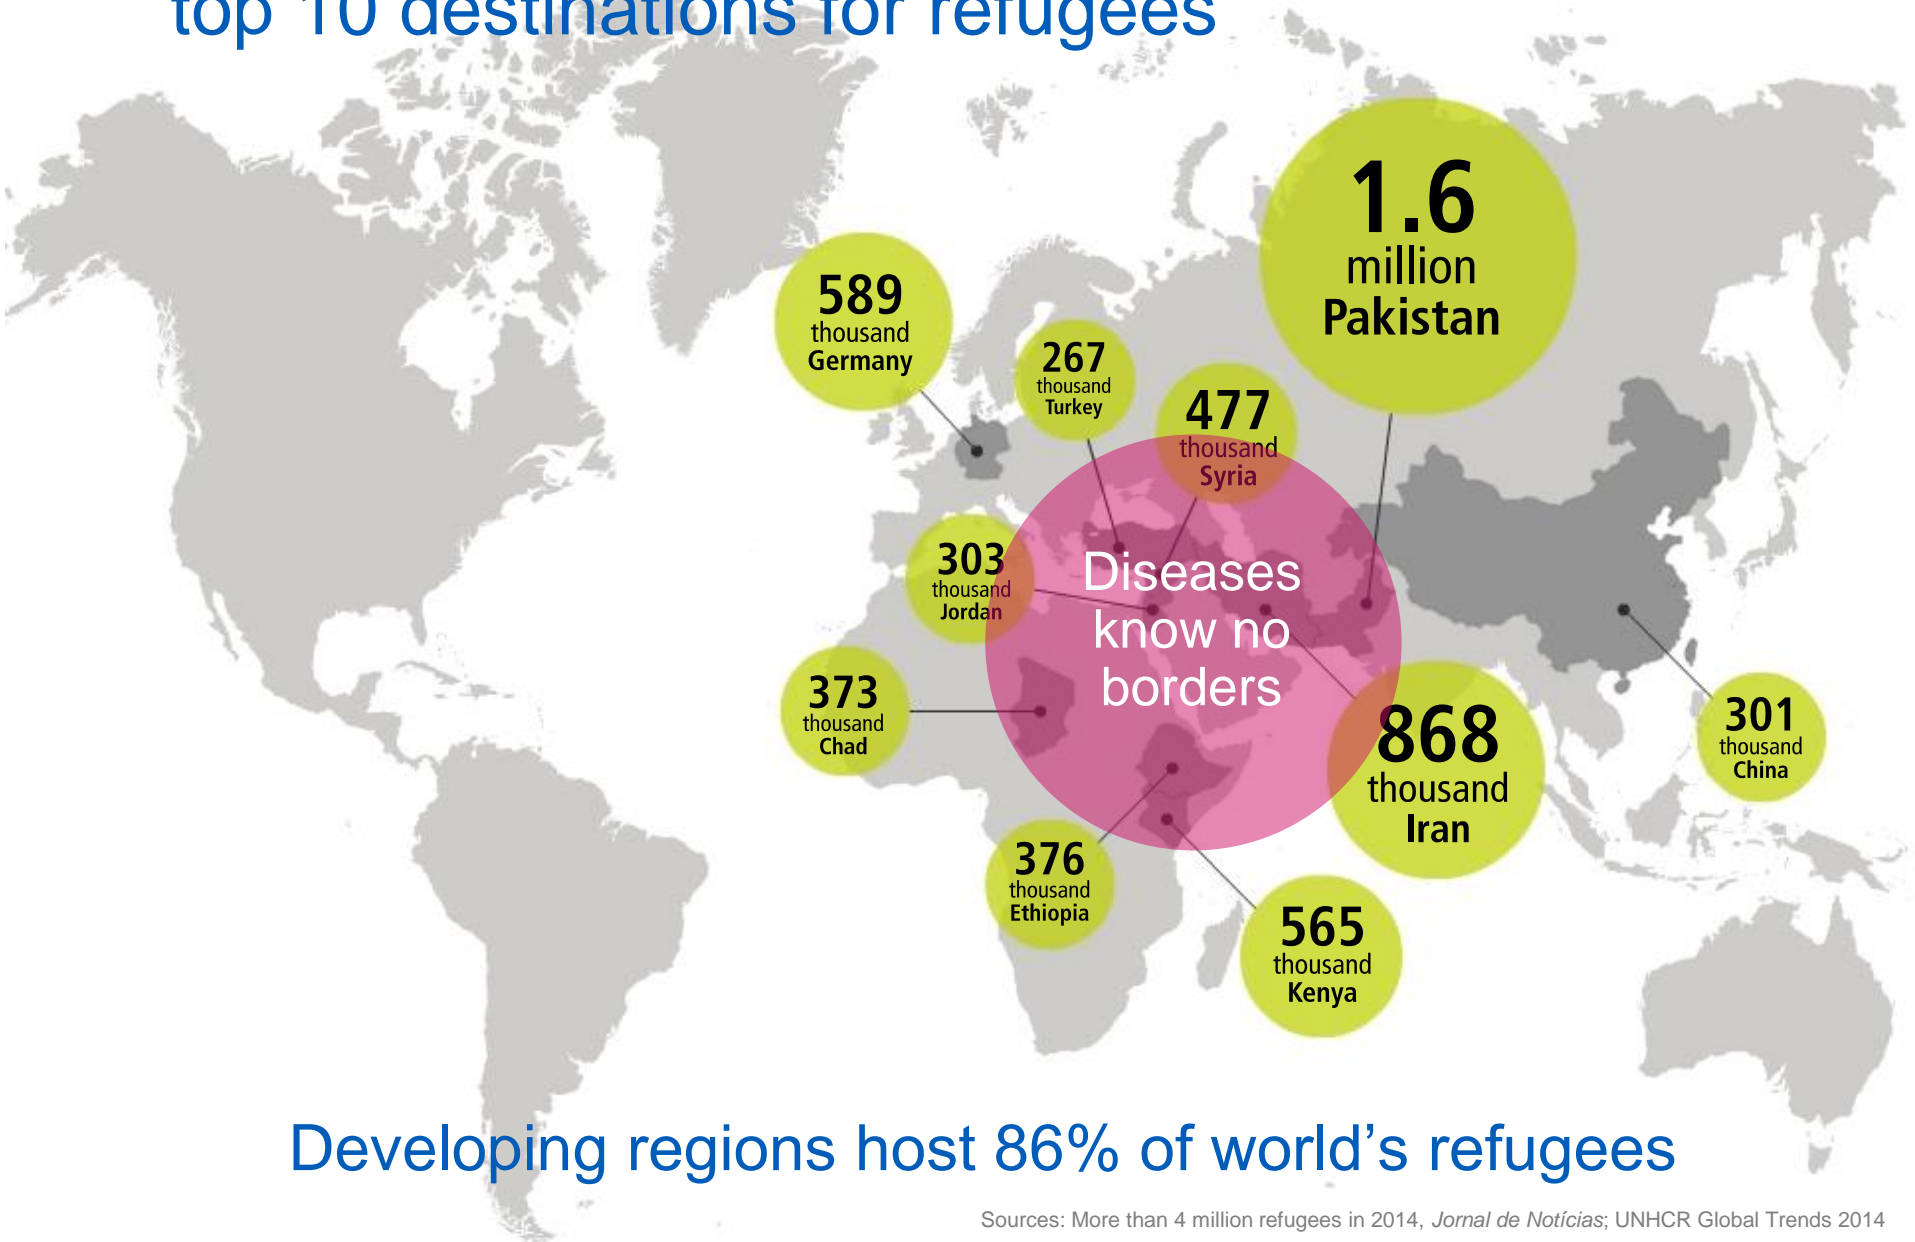 top 10 destinations for refugees
1.6
million
Pakistan
589
thousand
Germany
267
thousand
Turkey
477
thousand
Syria
303
thousand
Jordan
Diseases
know no
borders
373
thousand
Chad
868
thousand
Iran
301
thousand
China
376
thousand
Ethiopia
565
thousand
Kenya
Developing regions host 86% of world’s refugees
Sources: More than 4 million refugees in 2014, Jornal de Notícias; UNHCR Global Trends 2014